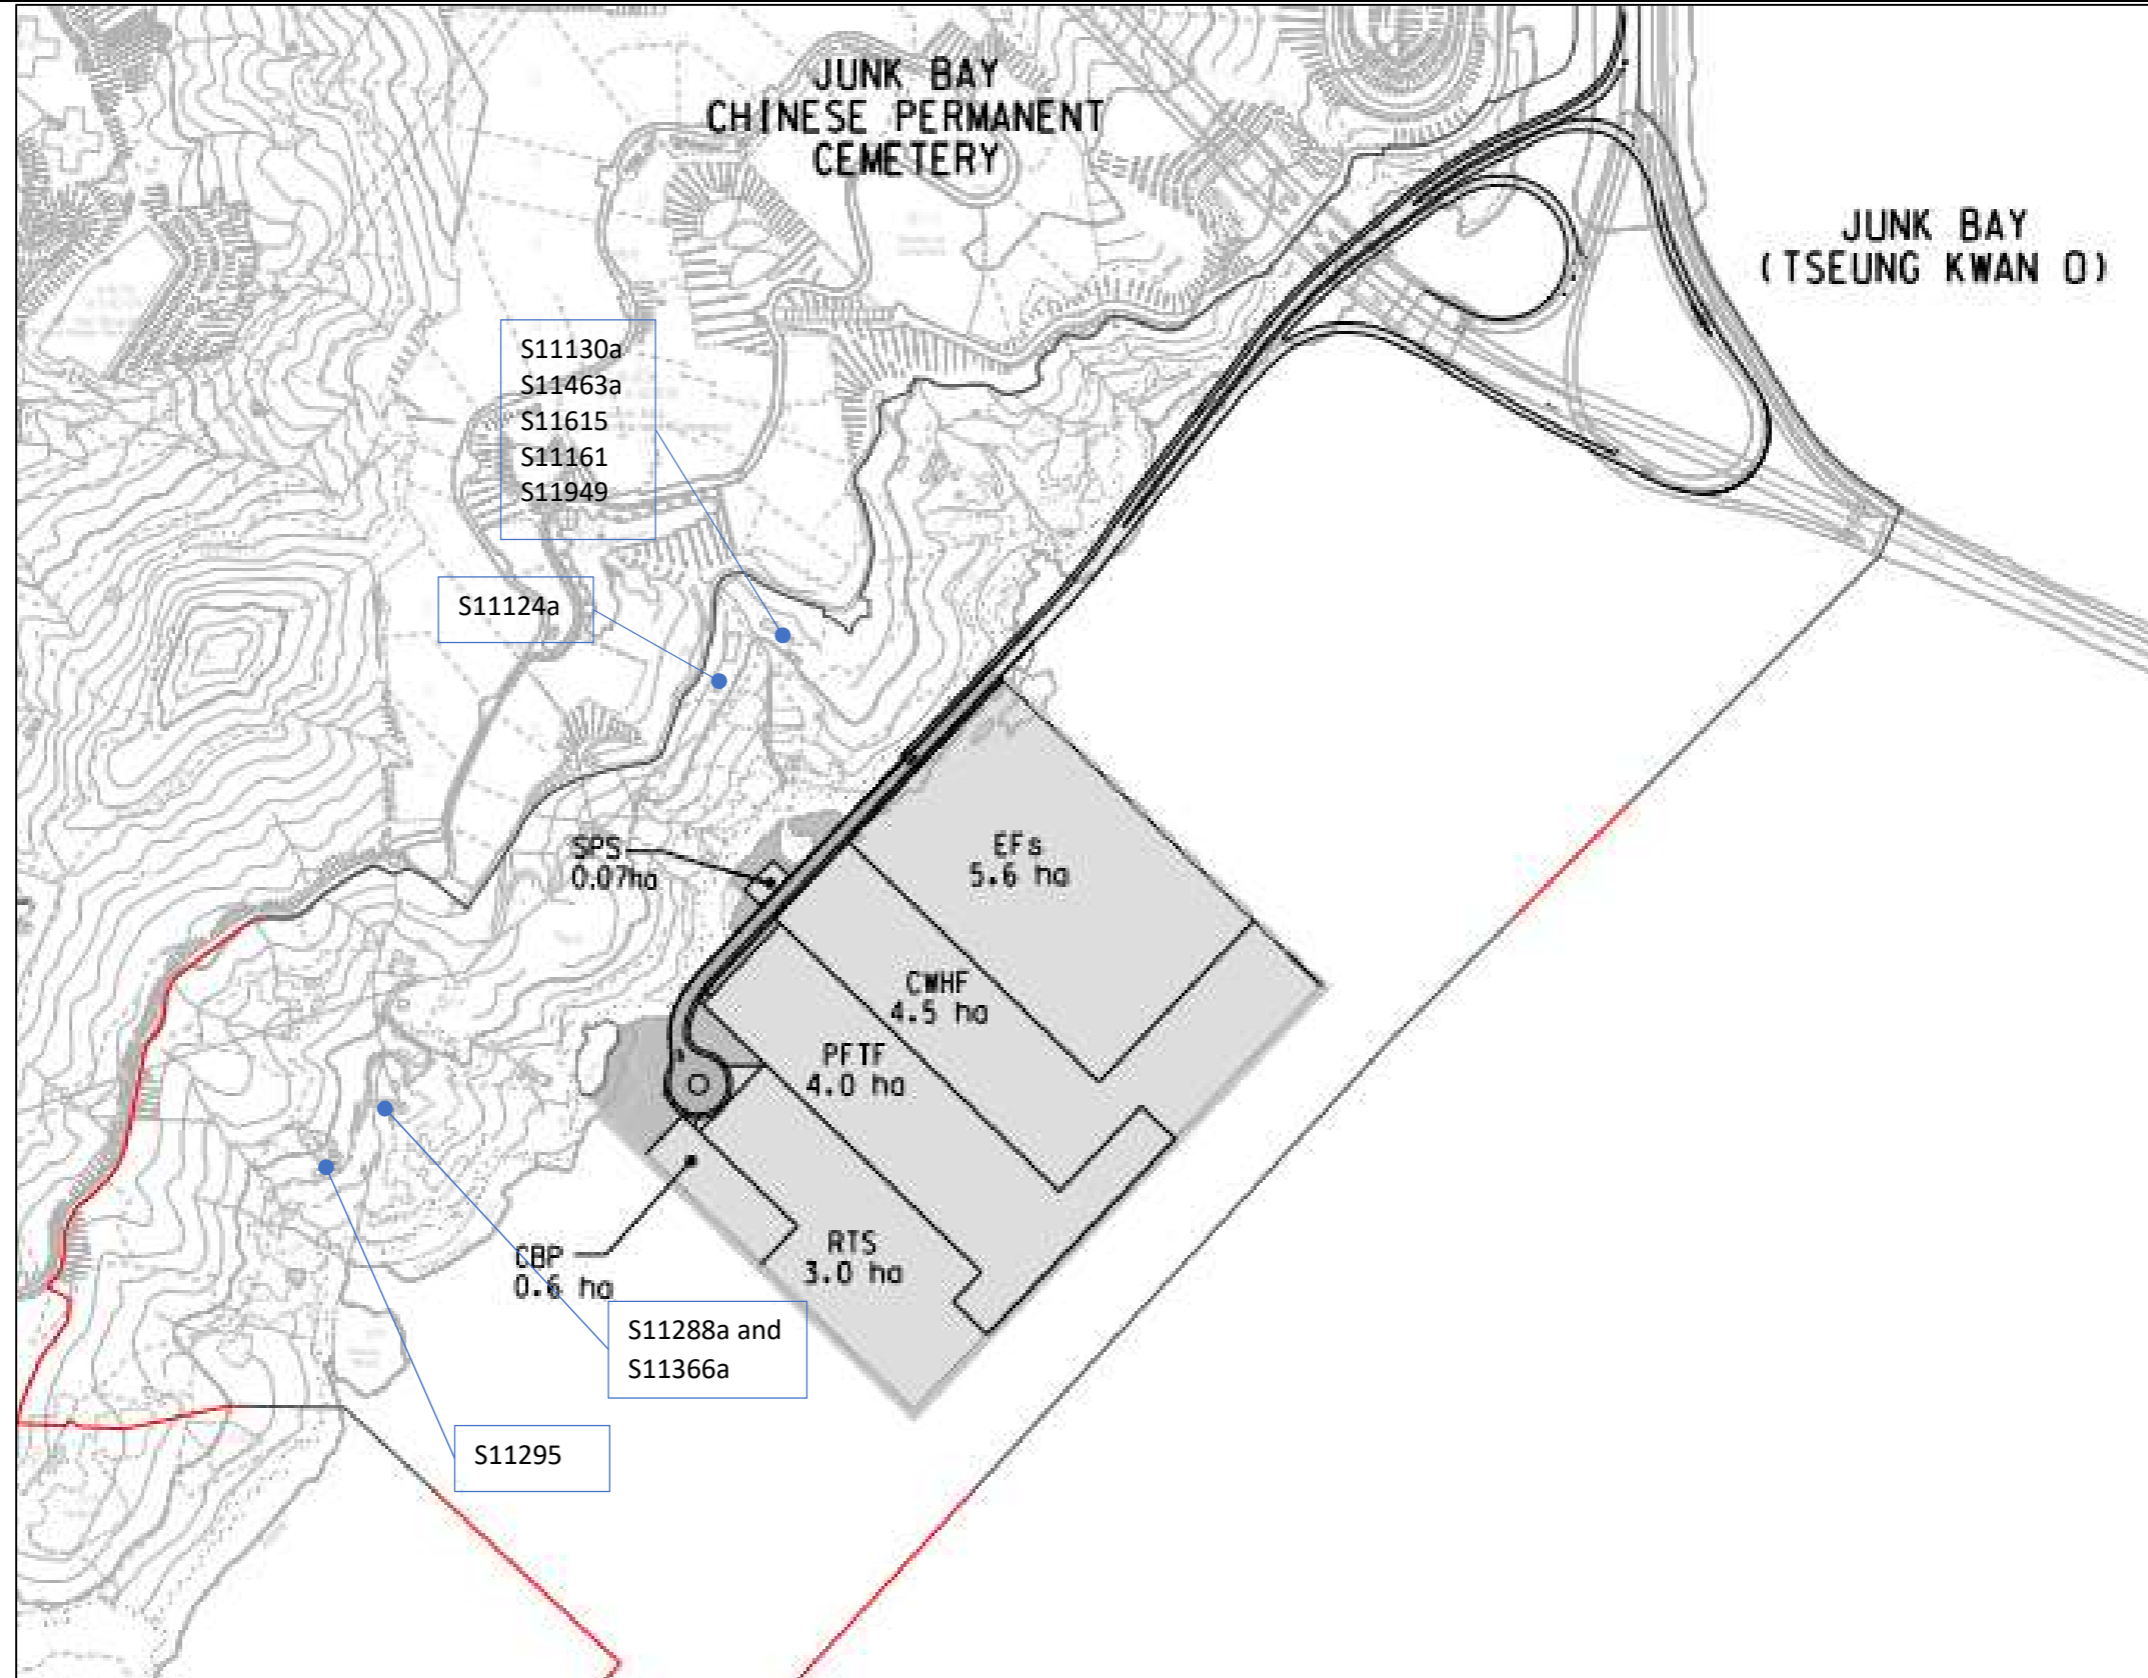 JUNK BAY
CHINESE PERMANENT
CEMETERY
JUNK BAY
(TSEUNG KWAN O)
S11130a
S11463a
S11615
S11161
S11949
S11124a
SPS
0.07ha
EFs
5.6 ha
CWHF
4.5 ha
PFTF
4.0 ha
RTS
3.0 ha
CBP
0.6 ha
S11288a and
S11366a
S11295